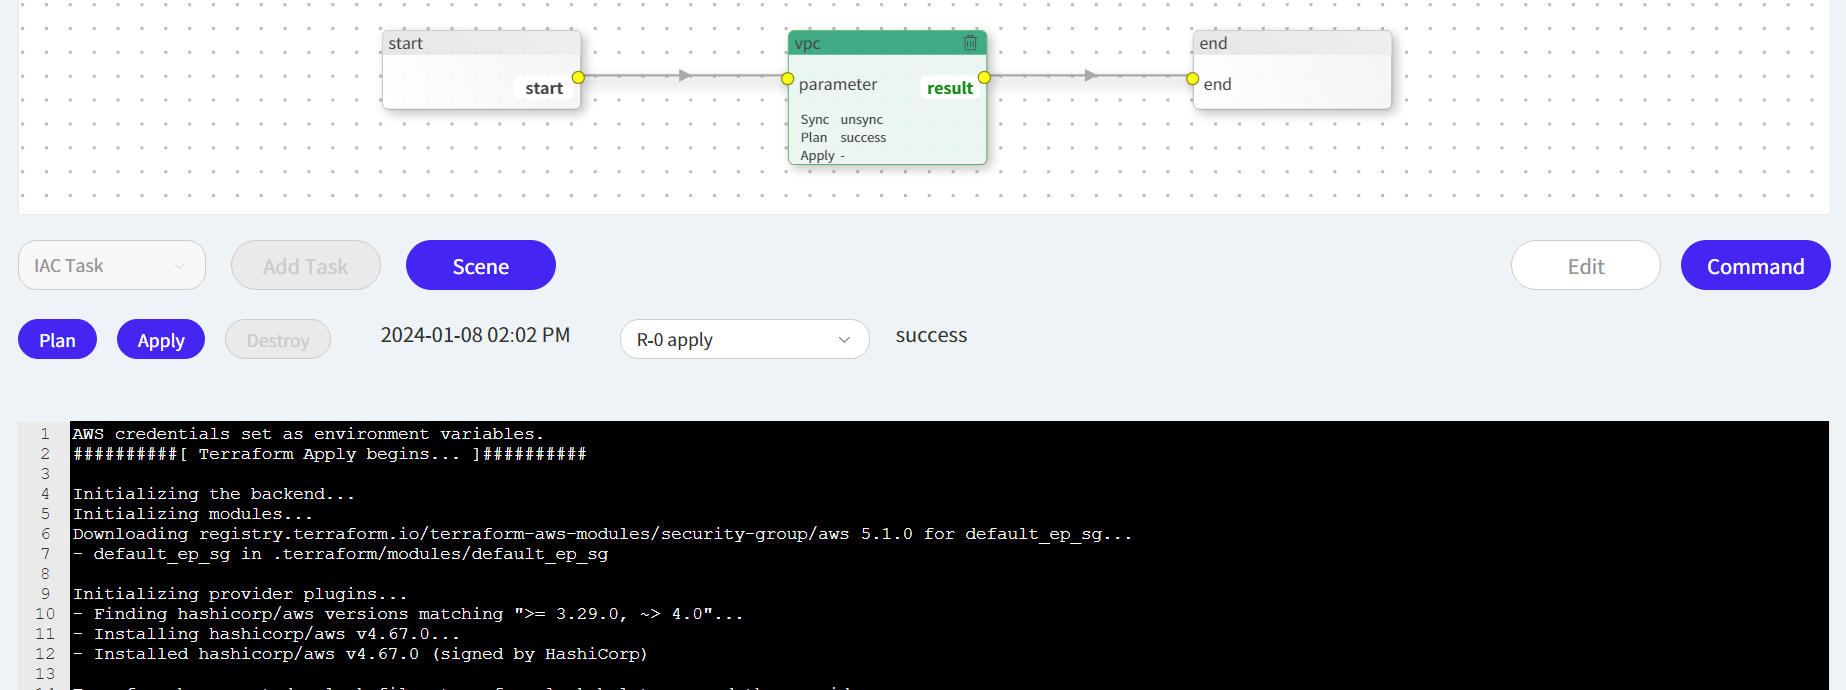 start
vpc
end
start
parameter
result
end
Sync unsync
Plan success
Apply -
IAC Task
Add Task
Scene
Edit
Command
Plan
Apply
Destroy
2024-01-08 02:02 PM
R-0 apply
success
1 AWS credentials set as environment variables.
2 ##########[ Terraform Apply begins... ]##########
3
4 Initializing the backend...
5 Initializing modules...
6 Downloading registry.terraform.io/terraform-aws-modules/security-group/aws 5.1.0 for default_ep_sg...
7 - default_ep_sg in .terraform/modules/default_ep_sg
8
9 Initializing provider plugins...
10 - Finding hashicorp/aws versions matching ">= 3.29.0, ~> 4.0"...
11 - Installing hashicorp/aws v4.67.0...
12 - Installed hashicorp/aws v4.67.0 (signed by HashiCorp)
13